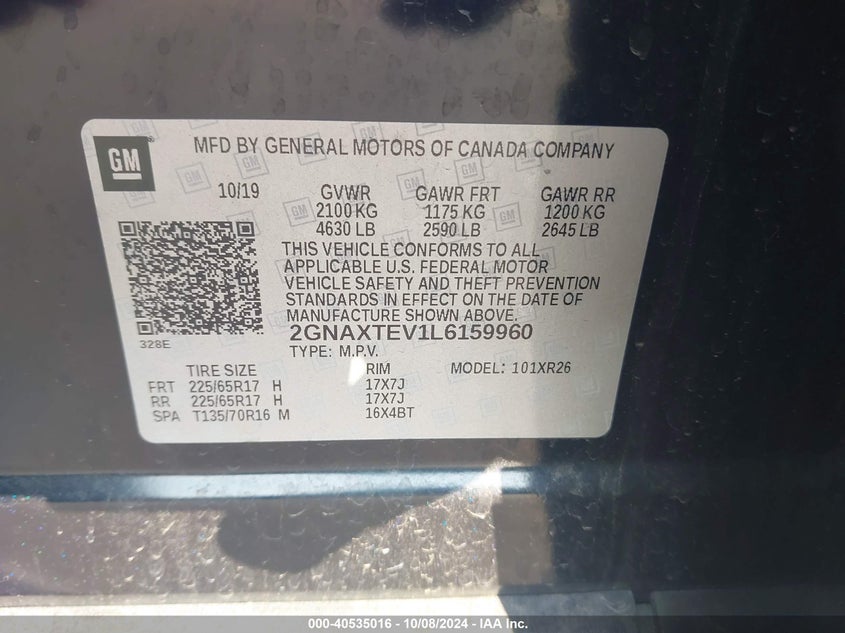 GM
MFD BY GENERAL MOTORS OF CANADA COMPANY
10/19 GVWR GAWR FRT GAWR RR
2100 KG 1175 KG 1200 KG
4630 LB 2590 LB 2645 LB
THIS VEHICLE CONFORMS TO ALL
APPLICABLE U.S. FEDERAL MOTOR
VEHICLE SAFETY AND THEFT PREVENTION
STANDARDS IN EFFECT ON THE DATE OF
MANUFACTURE SHOWN ABOVE.
328E
2GNAXTEV1L6159960
TYPE: M.P.V.
TIRE SIZE RIM MODEL: 101XR26
FRT 225/65R17 H 17X7J
RR 225/65R17 H 17X7J
SPA T135/70R16 M 16X4BT
000-40535016 - 10/08/2024 - IAA Inc.